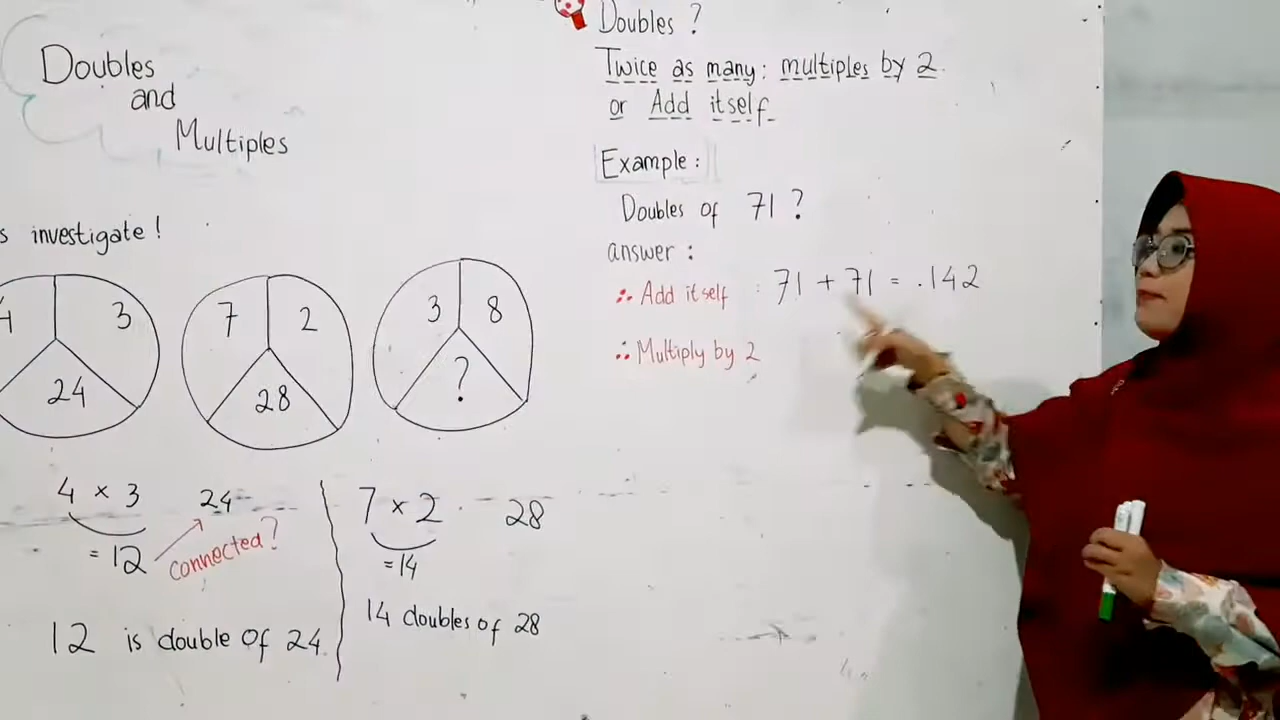 Doubles
and
Multiples
s investigate!
4 3
24
7 2
28
3 8
?
4 × 3 24
= 12
connected?
12 is double of 24
7 × 2 28
= 14
14 doubles of 28
Doubles ?
Twice as many : multiples by 2
or Add itself
Example :
Doubles of 71 ?
answer :
∴ Add itself : 71 + 71 = 142
∴ Multiply by 2